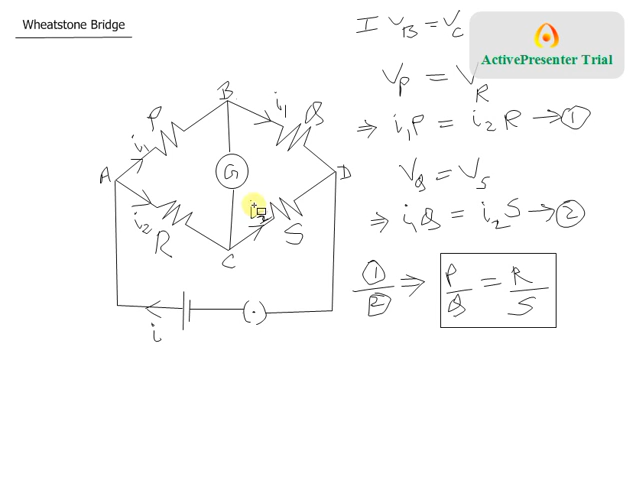 Wheatstone Bridge
I V_B = V_C
ActivePresenter Trial
V_P = V_R
⇒ i_1 P = i_2 R → ①
V_Q = V_S
⇒ i_1 Q = i_2 S → ②
①/② ⇒ P/Q = R/S
B
i_1
P
Q
i_1
A
G
D
i_2
R
i_2
S
C
i